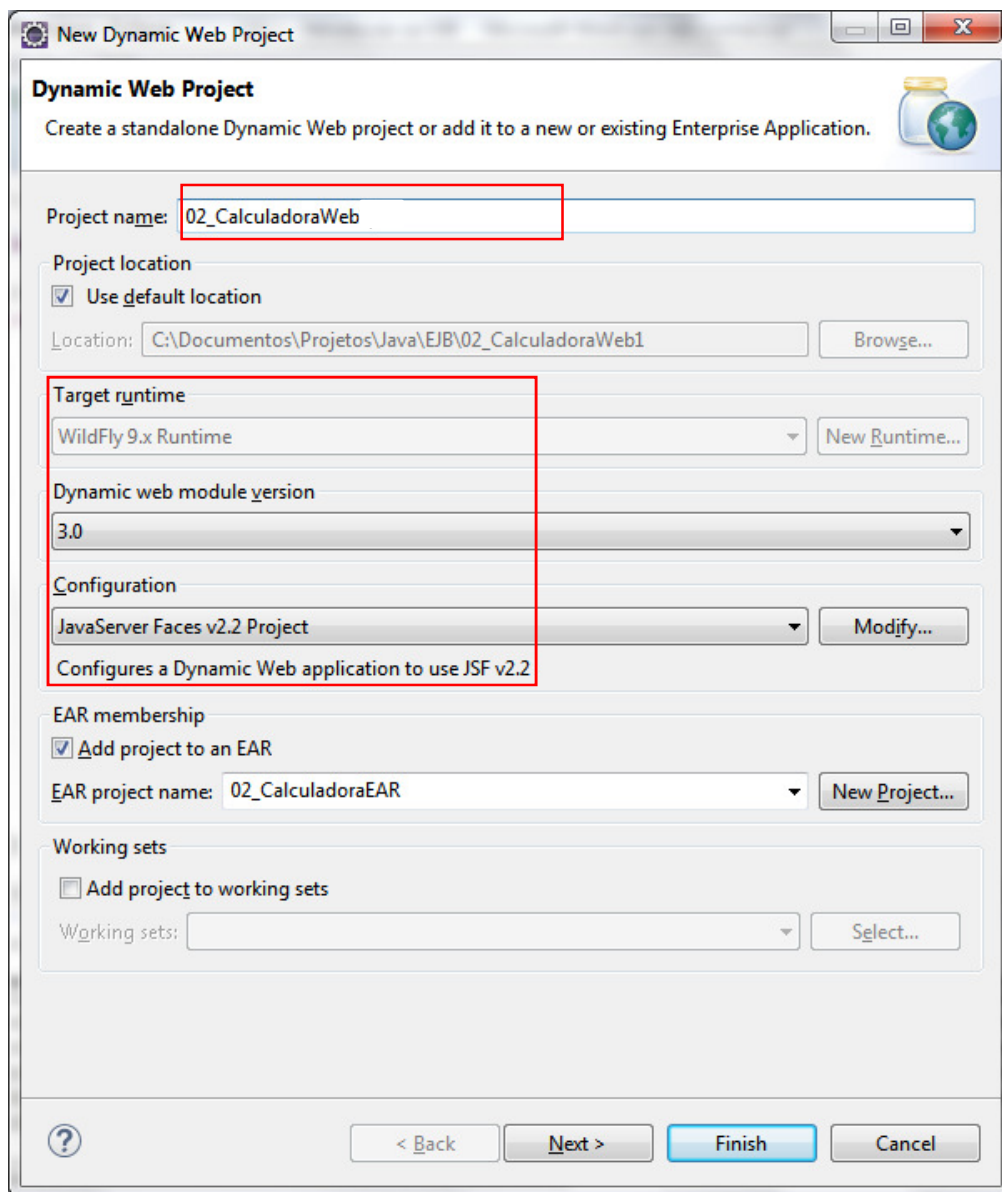 New Dynamic Web Project
Dynamic Web Project
Create a standalone Dynamic Web project or add it to a new or existing Enterprise Application.
Project name: 02_CalculadoraWeb
Project location
Use default location
Location: C:\Documentos\Projetos\Java\EJB\02_CalculadoraWeb1 Browse...
Target runtime
WildFly 9.x Runtime New Runtime...
Dynamic web module version
3.0
Configuration
JavaServer Faces v2.2 Project Modify...
Configures a Dynamic Web application to use JSF v2.2
EAR membership
Add project to an EAR
EAR project name: 02_CalculadoraEAR New Project...
Working sets
Add project to working sets
Working sets: Select...
? < Back Next > Finish Cancel